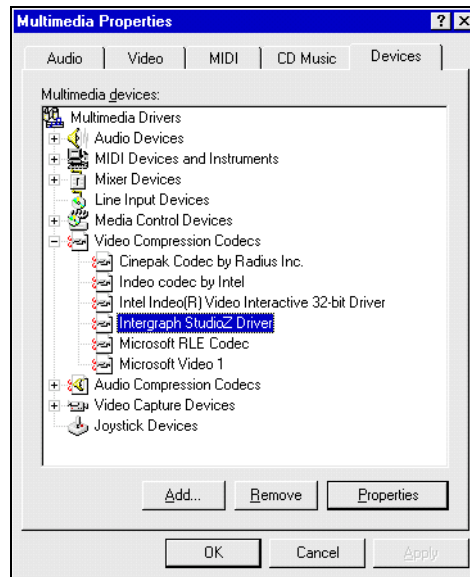 Multimedia Properties
Audio Video MIDI CD Music Devices
Multimedia devices:
Multimedia Drivers
Audio Devices
MIDI Devices and Instruments
Mixer Devices
Line Input Devices
Media Control Devices
Video Compression Codecs
Cinepak Codec by Radius Inc.
Indeo codec by Intel
Intel Indeo(R) Video Interactive 32-bit Driver
Intergraph StudioZ Driver
Microsoft RLE Codec
Microsoft Video 1
Audio Compression Codecs
Video Capture Devices
Joystick Devices
Add... Remove Properties
OK Cancel Apply